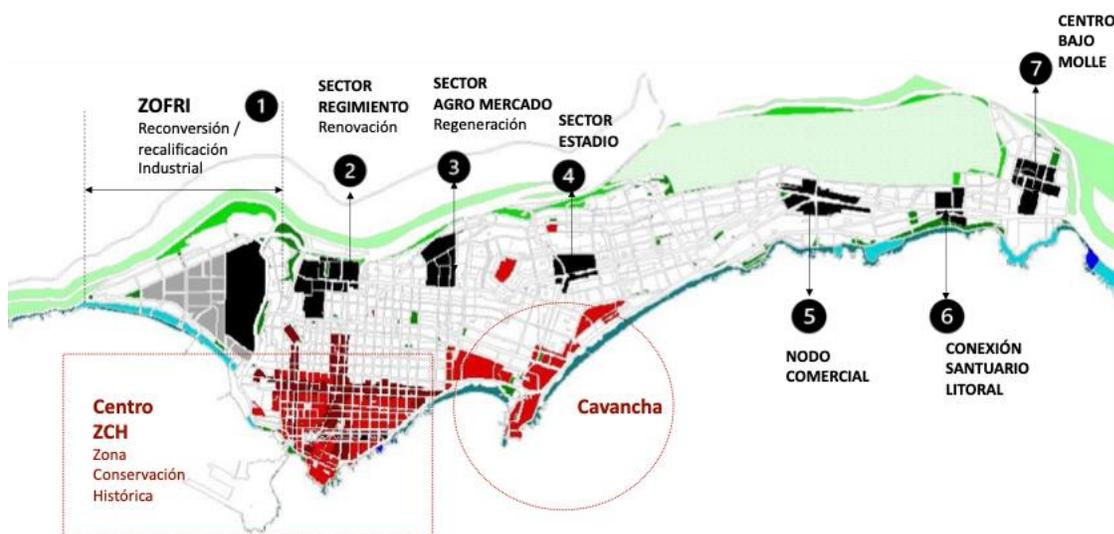 ZOFRI
Reconversión /
recalificación
Industrial
1
SECTOR
REGIMIENTO
Renovación
2
SECTOR
AGRO MERCADO
Regeneración
3
SECTOR
ESTADIO
4
5
NODO
COMERCIAL
6
CONEXIÓN
SANTUARIO
LITORAL
CENTRO
BAJO
MOLLE
7
Centro
ZCH
Zona
Conservación
Histórica
Cavancha